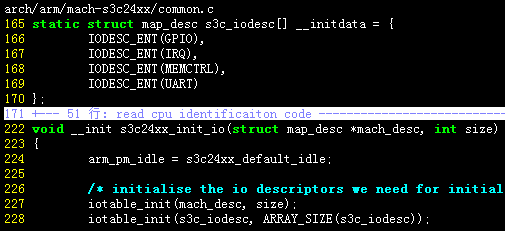 arch/arm/mach-s3c24xx/common.c
165 static struct map_desc s3c_iodesc[] __initdata = {
166         IODESC_ENT(GPIO),
167         IODESC_ENT(IRQ),
168         IODESC_ENT(MEMCTRL),
169         IODESC_ENT(UART)
170 };
171 +--- 51 行: read cpu identificaiton code ------------------------
222 void __init s3c24xx_init_io(struct map_desc *mach_desc, int size)
223 {
224         arm_pm_idle = s3c24xx_default_idle;
225
226         /* initialise the io descriptors we need for initial
227         iotable_init(mach_desc, size);
228         iotable_init(s3c_iodesc, ARRAY_SIZE(s3c_iodesc));